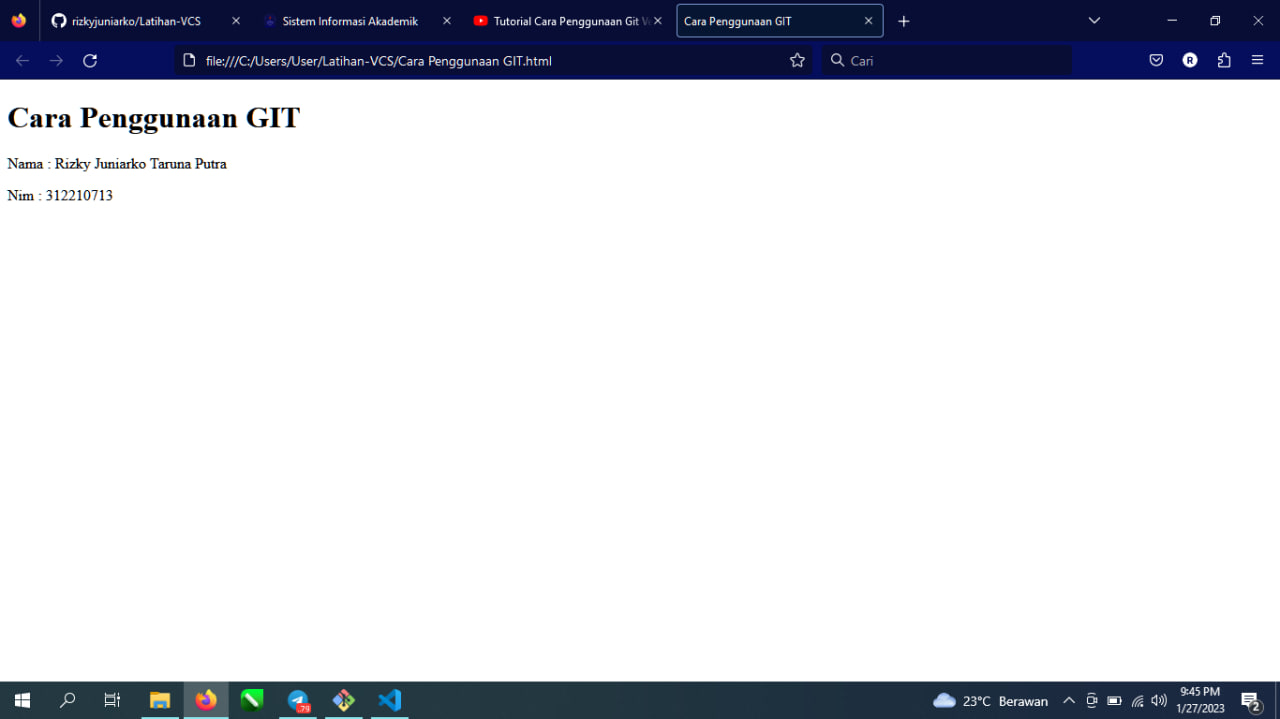 rizkyjuniarko/Latihan-VCS
Sistem Informasi Akademik
Tutorial Cara Penggunaan Git
Cara Penggunaan GIT
file:///C:/Users/User/Latihan-VCS/Cara Penggunaan GIT.html
Cari
R
Cara Penggunaan GIT
Nama : Rizky Juniarko Taruna Putra
Nim : 312210713
.79
23°C Berawan
9:45 PM
1/27/2023
2